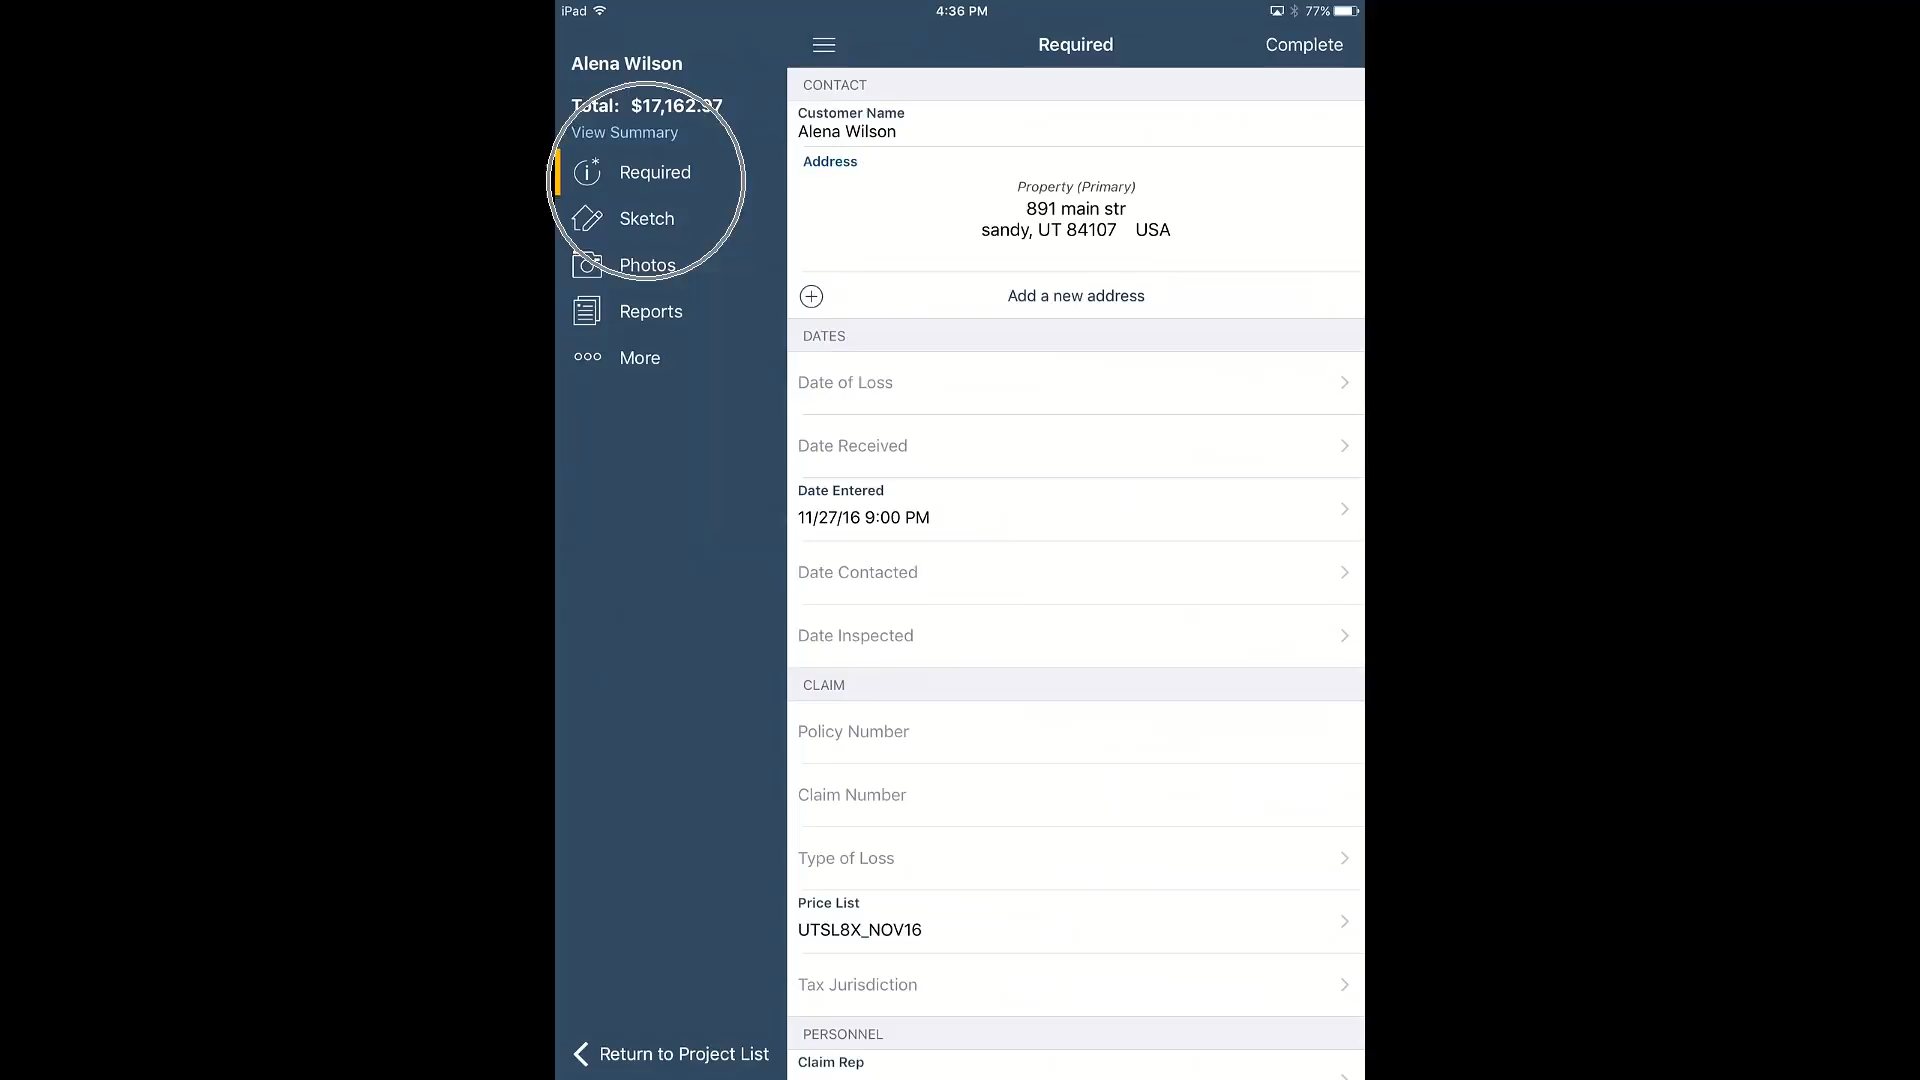 iPad
4:36 PM
77%
Alena Wilson
Total: $17,162.97
View Summary
Required
Sketch
Photos
Reports
More
Return to Project List
Required
Complete
CONTACT
Customer Name
Alena Wilson
Address
Property (Primary)
891 main str
sandy, UT 84107 USA
Add a new address
DATES
Date of Loss
Date Received
Date Entered
11/27/16 9:00 PM
Date Contacted
Date Inspected
CLAIM
Policy Number
Claim Number
Type of Loss
Price List
UTSL8X_NOV16
Tax Jurisdiction
PERSONNEL
Claim Rep